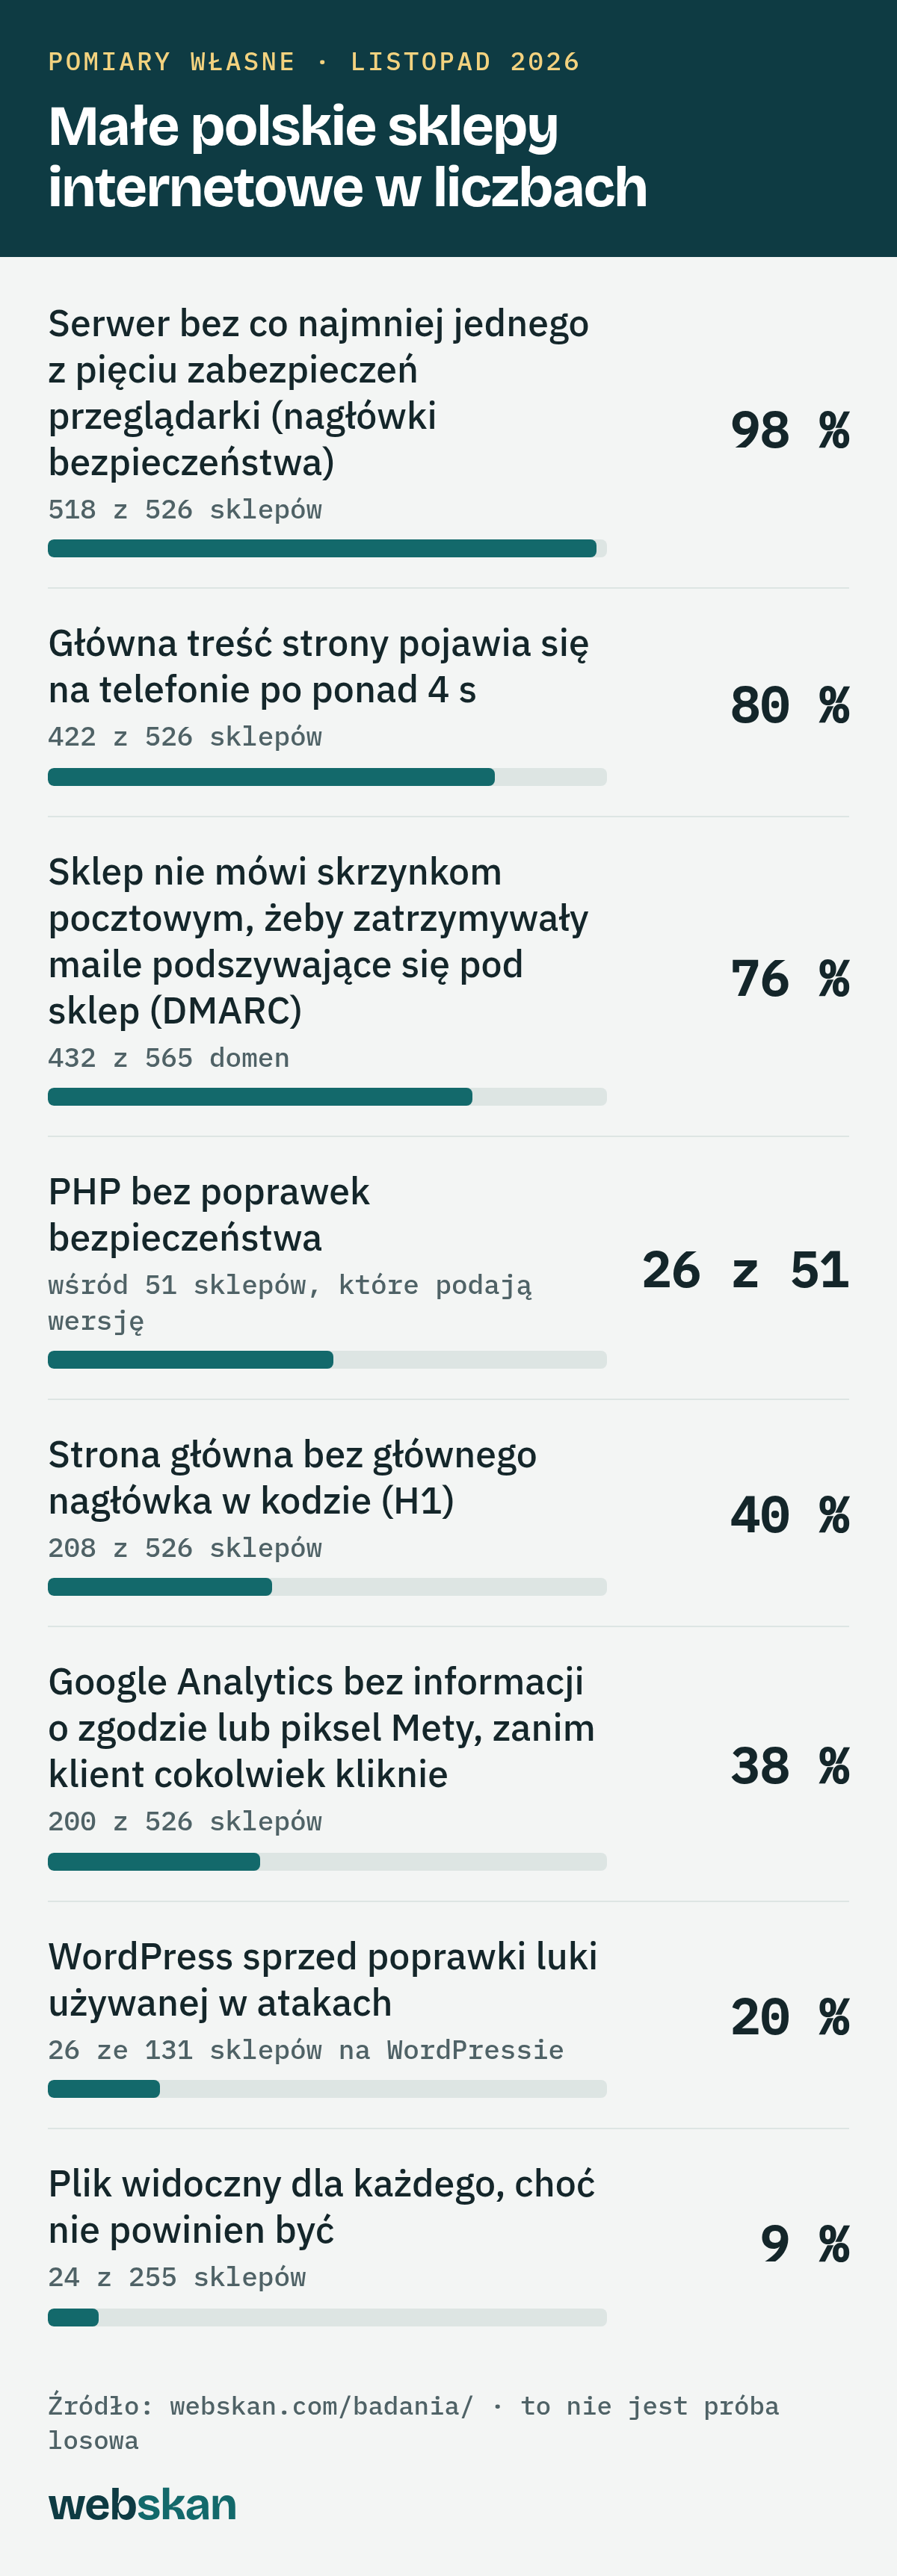 POMIARY WŁASNE · LISTOPAD 2026
Małe polskie sklepy
internetowe w liczbach
Serwer bez co najmniej jednego
z pięciu zabezpieczeń
przeglądarki (nagłówki
bezpieczeństwa)
518 z 526 sklepów
98 %
Główna treść strony pojawia się
na telefonie po ponad 4 s
422 z 526 sklepów
80 %
Sklep nie mówi skrzynkom
pocztowym, żeby zatrzymywały
maile podszywające się pod
sklep (DMARC)
432 z 565 domen
76 %
PHP bez poprawek
bezpieczeństwa
wśród 51 sklepów, które podają
wersję
26 z 51
Strona główna bez głównego
nagłówka w kodzie (H1)
208 z 526 sklepów
40 %
Google Analytics bez informacji
o zgodzie lub piksel Mety, zanim
klient cokolwiek kliknie
200 z 526 sklepów
38 %
WordPress sprzed poprawki luki
używanej w atakach
26 ze 131 sklepów na WordPressie
20 %
Plik widoczny dla każdego, choć
nie powinien być
24 z 255 sklepów
9 %
Źródło: webskan.com/badania/ · to nie jest próba
losowa
webskan